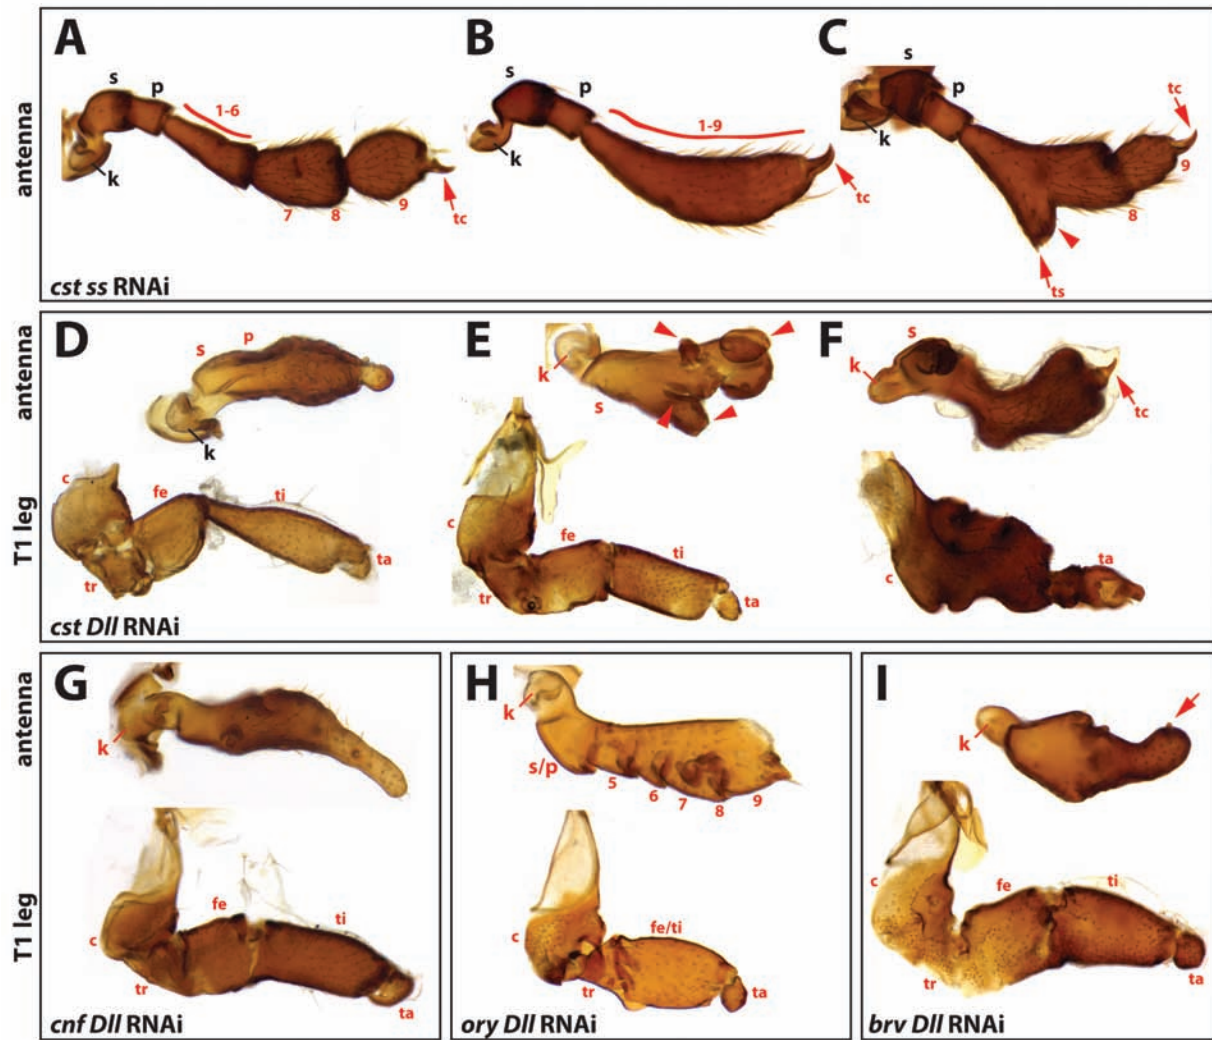 A
B
C
antenna
s
p
1-6
k
7
8
9
tc
s
p
1-9
k
tc
s
p
k
tc
9
8
ts
cst ss RNAi
D
E
F
antenna
s
p
k
k
s
k
s
tc
T1 leg
c
fe
ti
tr
ta
c
fe
ti
tr
ta
c
ta
cst Dll RNAi
G
H
I
antenna
k
k
s/p
5
6
7
8
9
k
T1 leg
c
fe
ti
tr
ta
c
fe/ti
tr
ta
c
fe
ti
tr
ta
cnf Dll RNAi
ory Dll RNAi
brv Dll RNAi